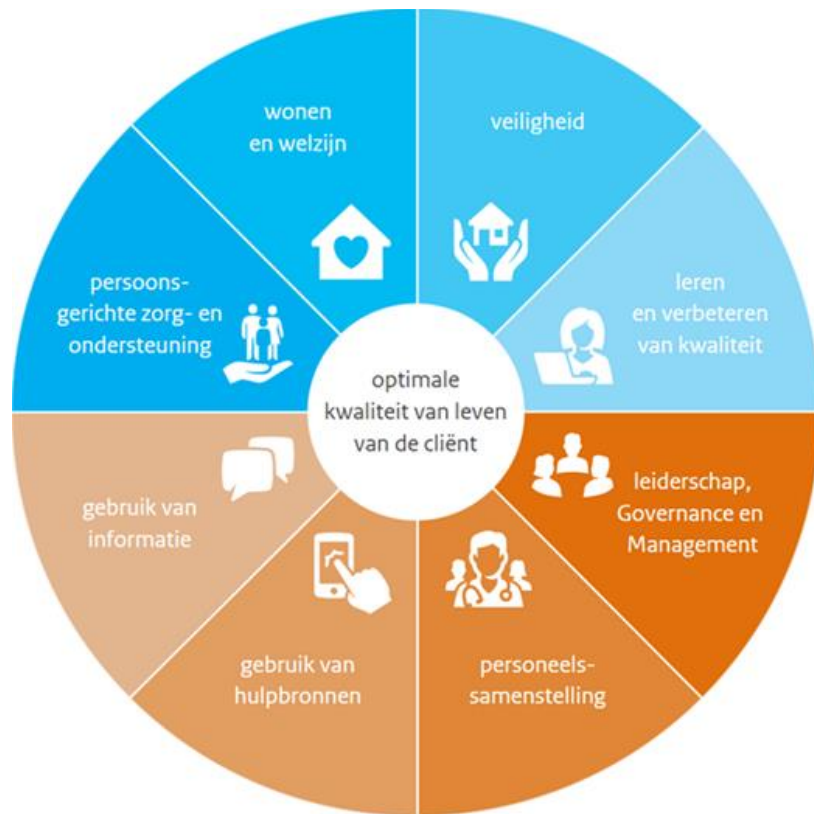 wonen
en welzijn
veiligheid
persoons-
gerichte zorg- en
ondersteuning
leren
en verbeteren
van kwaliteit
optimale
kwaliteit van leven
van de cliënt
gebruik van
informatie
leiderschap,
Governance en
Management
gebruik van
hulpbronnen
personeels-
samenstelling